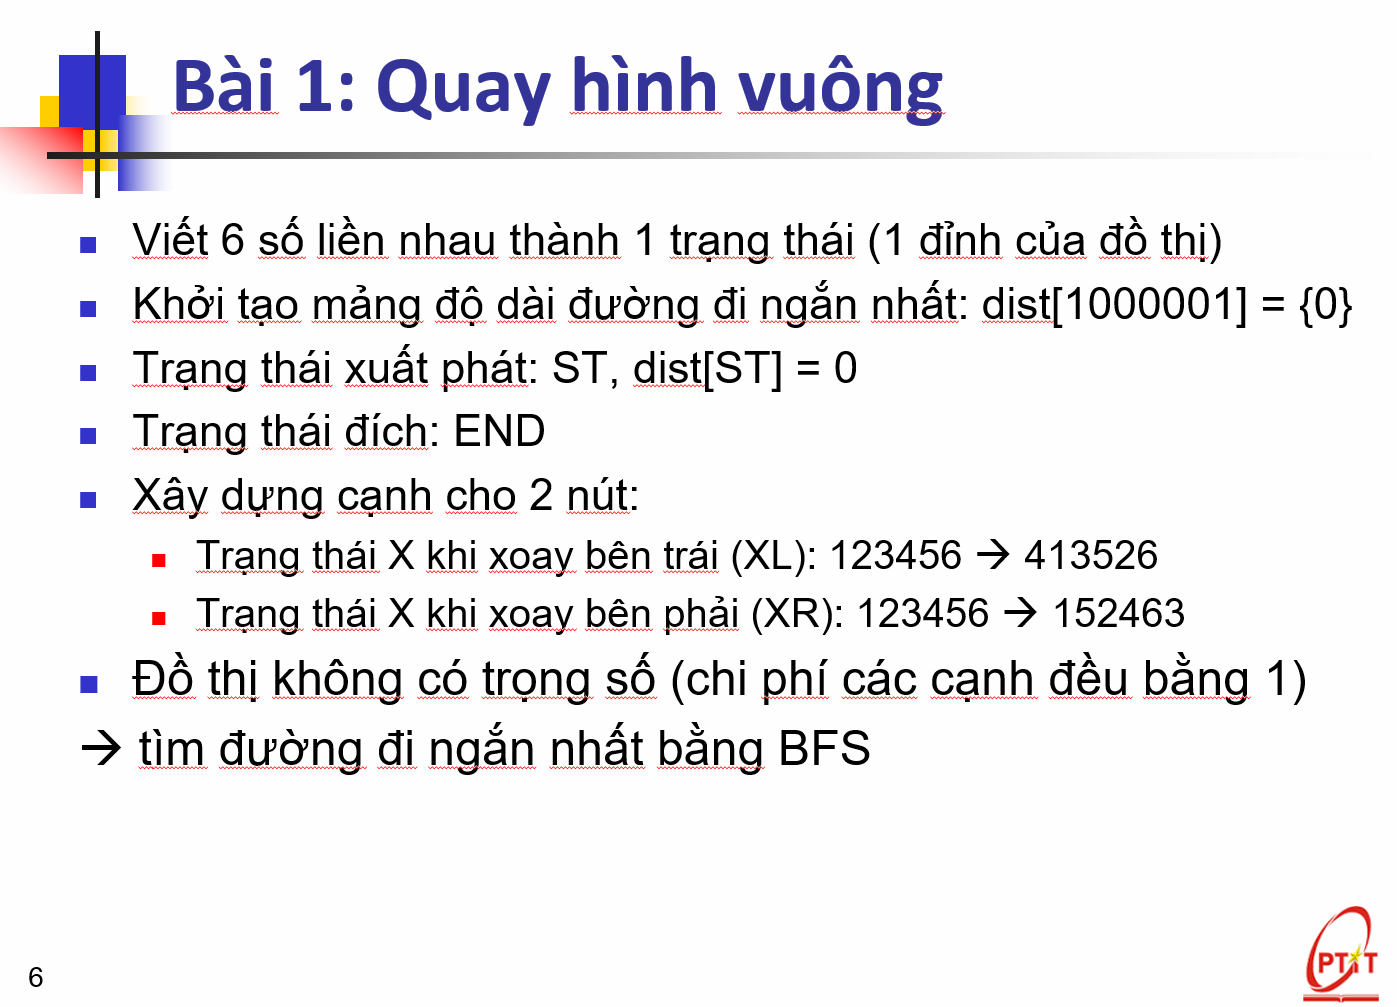 Bài 1: Quay hình vuông
Viết 6 số liền nhau thành 1 trạng thái (1 đỉnh của đồ thị)
Khởi tạo mảng độ dài đường đi ngắn nhất: dist[1000001] = {0}
Trạng thái xuất phát: ST, dist[ST] = 0
Trạng thái đích: END
Xây dựng cạnh cho 2 nút:
Trạng thái X khi xoay bên trái (XL): 123456 → 413526
Trạng thái X khi xoay bên phải (XR): 123456 → 152463
Đồ thị không có trọng số (chi phí các cạnh đều bằng 1)
→ tìm đường đi ngắn nhất bằng BFS
6
PTIT